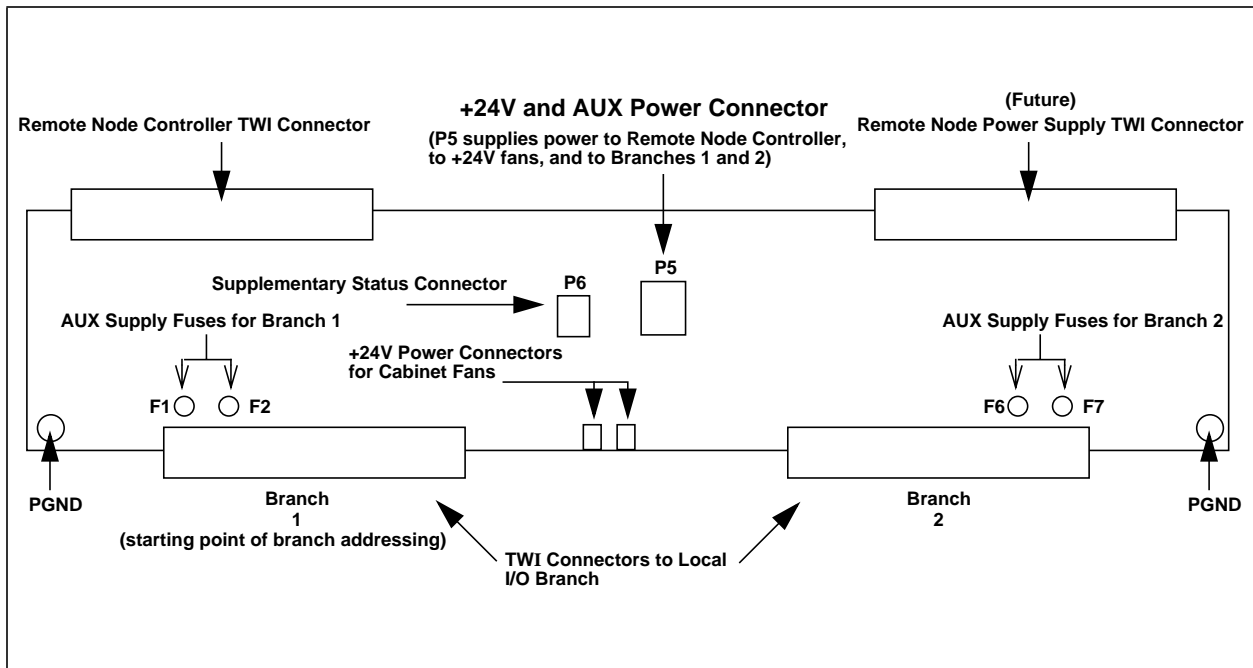 +24V and AUX Power Connector
(P5 supplies power to Remote Node Controller,
to +24V fans, and to Branches 1 and 2)
Remote Node Controller TWI Connector
(Future)
Remote Node Power Supply TWI Connector
Supplementary Status Connector
P6
P5
AUX Supply Fuses for Branch 1
AUX Supply Fuses for Branch 2
+24V Power Connectors
for Cabinet Fans
F1
F2
F6
F7
PGND
Branch
1
(starting point of branch addressing)
Branch
2
PGND
TWI Connectors to Local
I/O Branch